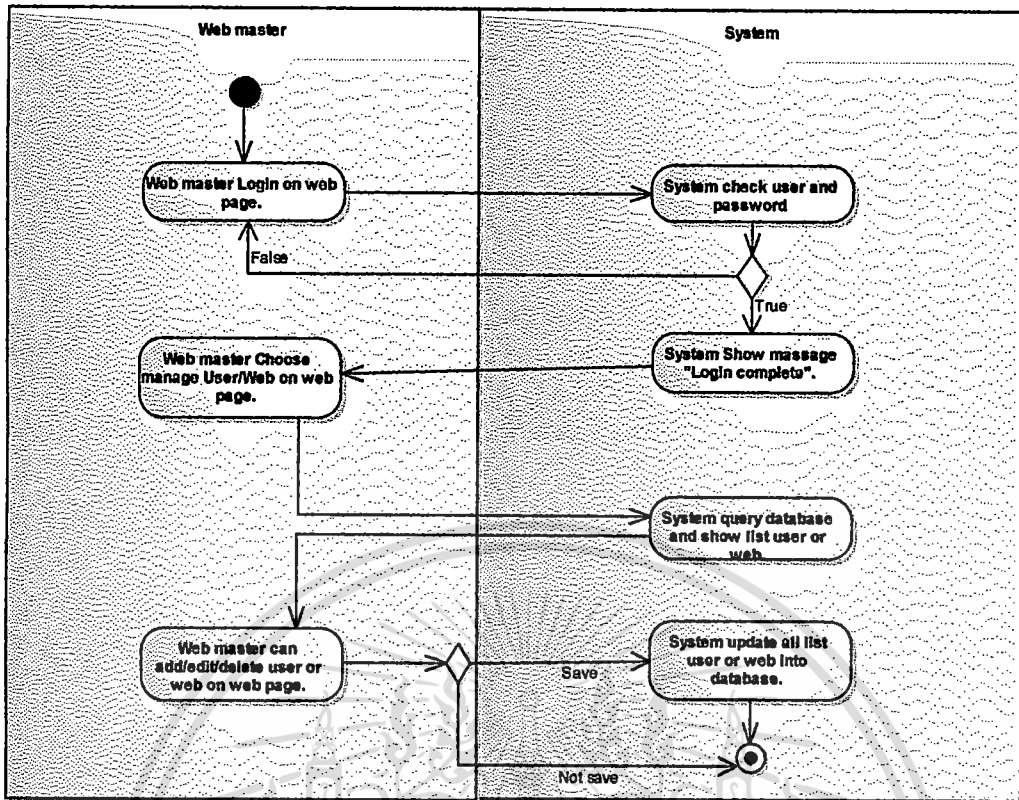 Web master
System
Web master Login on web
page.
System check user and
password
False
True
System Show massage
"Login complete".
Web master Choose
manage User/Web on web
page.
System query database
and show list user or
web.
Web master can
add/edit/delete user or
web on web page.
Save
System update all list
user or web into
database.
Not save